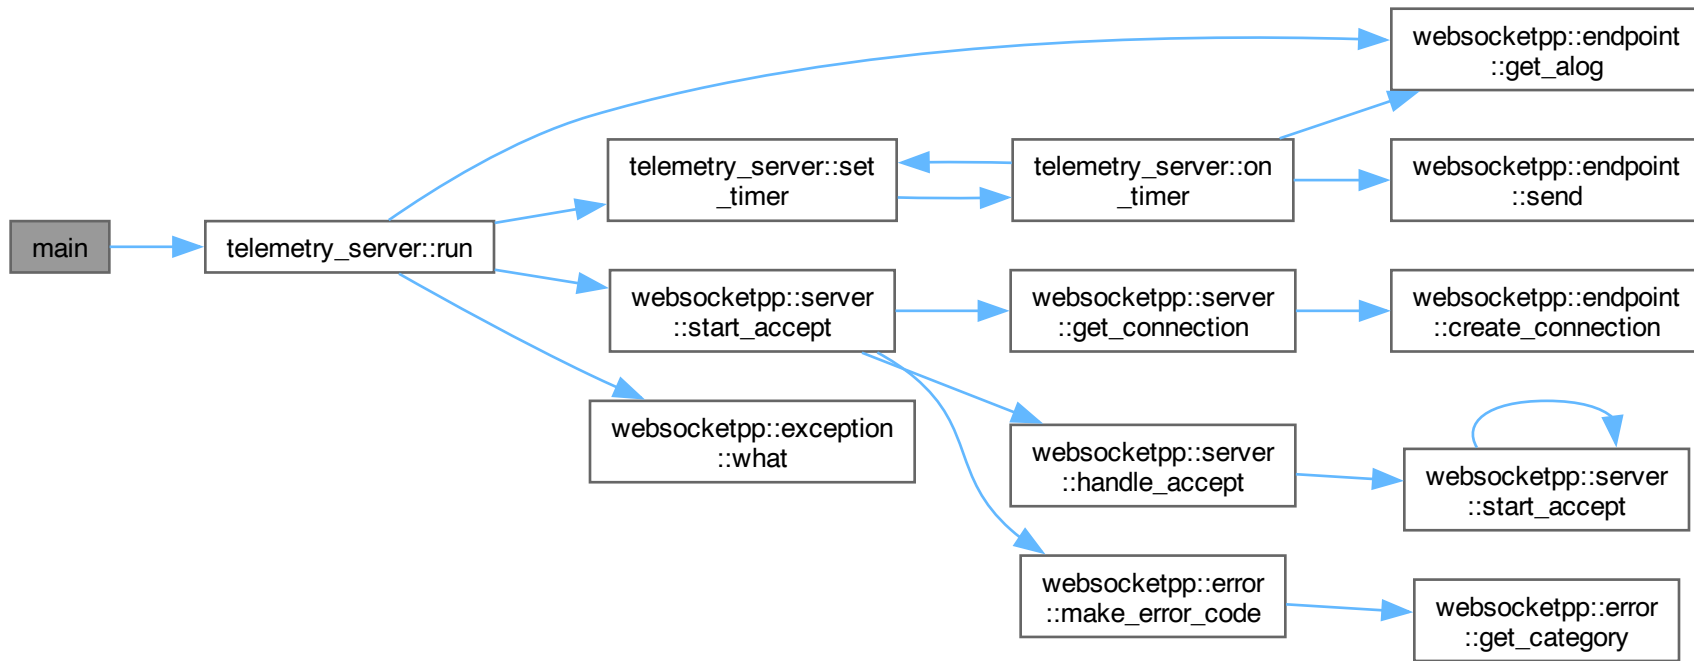 main
telemetry_server::run
websocketpp::endpoint
::get_alog
telemetry_server::set
_timer
telemetry_server::on
_timer
websocketpp::endpoint
::send
websocketpp::server
::start_accept
websocketpp::server
::get_connection
websocketpp::endpoint
::create_connection
websocketpp::exception
::what
websocketpp::server
::handle_accept
websocketpp::server
::start_accept
websocketpp::error
::make_error_code
websocketpp::error
::get_category